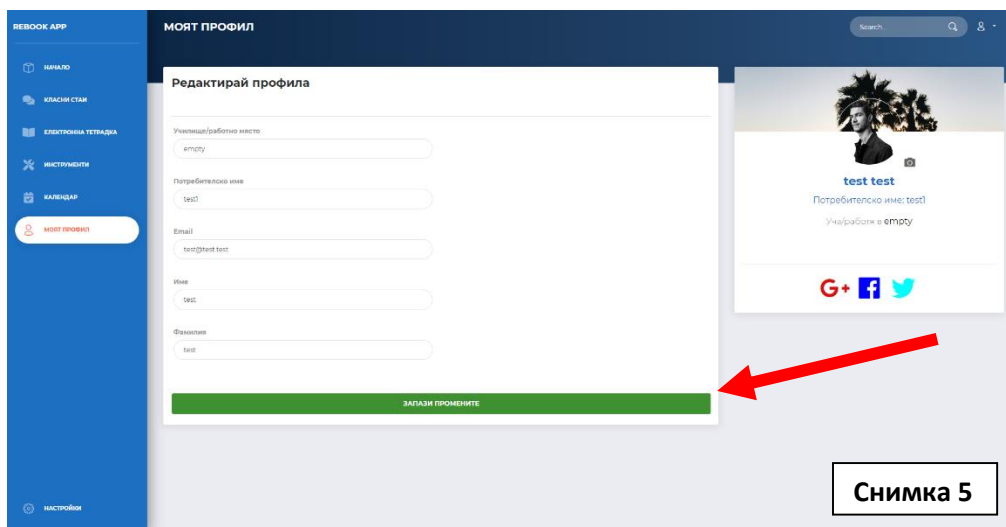 REBOOK APP
НАЧАЛО
КЛАСНИ СТАИ
ЕЛЕКТРОННА ТЕТРАДКА
ИНСТРУМЕНТИ
КАЛЕНДАР
МОЯТ ПРОФИЛ
НАСТРОЙКИ
МОЯТ ПРОФИЛ
Search..
Редактирай профила
Училище/работно место
empty
Потребителско име
test1
Email
test@test.test
Име
test
Фамилия
test
ЗАПАЗИ ПРОМЕНИТЕ
test test
Потребителско име: test1
Уча/работя в empty
G+ f
Снимка 5